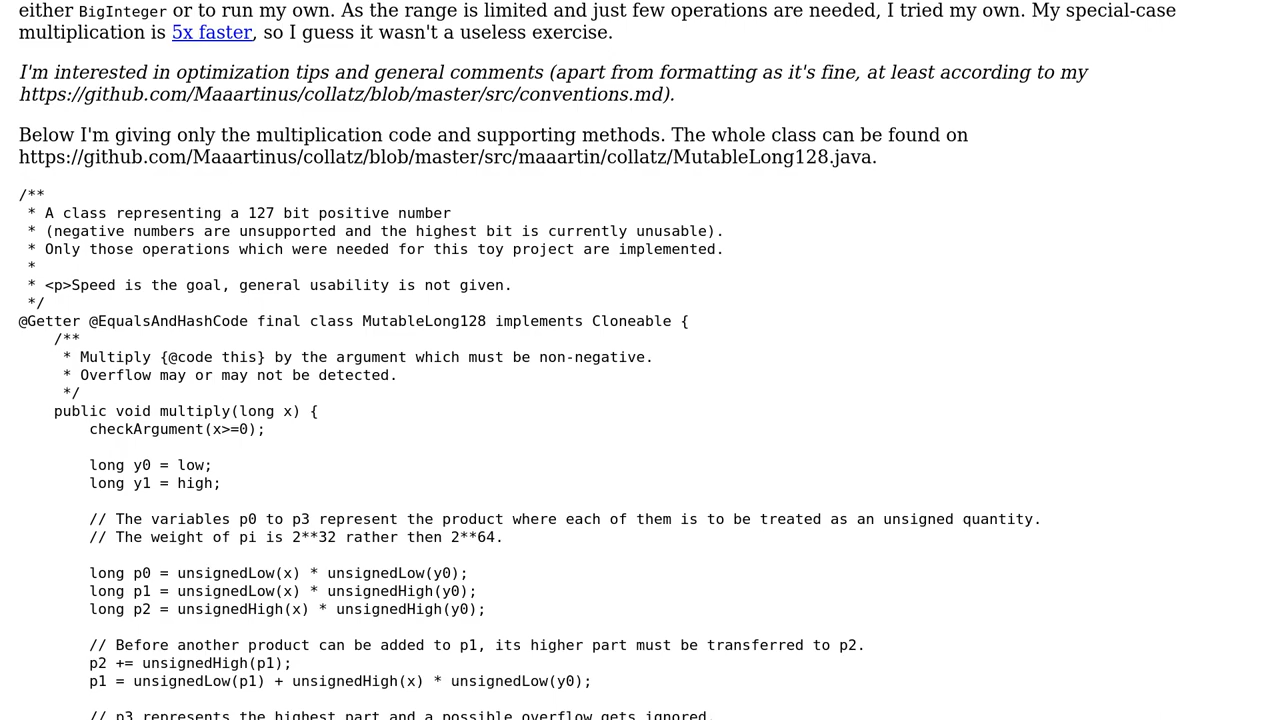 either BigInteger or to run my own. As the range is limited and just few operations are needed, I tried my own. My special-case
multiplication is 5x faster, so I guess it wasn't a useless exercise.
I'm interested in optimization tips and general comments (apart from formatting as it's fine, at least according to my
https://github.com/Maaartinus/collatz/blob/master/src/conventions.md).
Below I'm giving only the multiplication code and supporting methods. The whole class can be found on
https://github.com/Maaartinus/collatz/blob/master/src/maaartin/collatz/MutableLong128.java.
/**
 * A class representing a 127 bit positive number
 * (negative numbers are unsupported and the highest bit is currently unusable).
 * Only those operations which were needed for this toy project are implemented.
 *
 * <p>Speed is the goal, general usability is not given.
 */
@Getter @EqualsAndHashCode final class MutableLong128 implements Cloneable {
    /**
     * Multiply {@code this} by the argument which must be non-negative.
     * Overflow may or may not be detected.
     */
    public void multiply(long x) {
        checkArgument(x>=0);
        long y0 = low;
        long y1 = high;
        // The variables p0 to p3 represent the product where each of them is to be treated as an unsigned quantity.
        // The weight of pi is 2**32 rather then 2**64.
        long p0 = unsignedLow(x) * unsignedLow(y0);
        long p1 = unsignedLow(x) * unsignedHigh(y0);
        long p2 = unsignedHigh(x) * unsignedHigh(y0);
        // Before another product can be added to p1, its higher part must be transferred to p2.
        p2 += unsignedHigh(p1);
        p1 = unsignedLow(p1) + unsignedHigh(x) * unsignedLow(y0);
        // p3 represents the highest part and a possible overflow gets ignored.